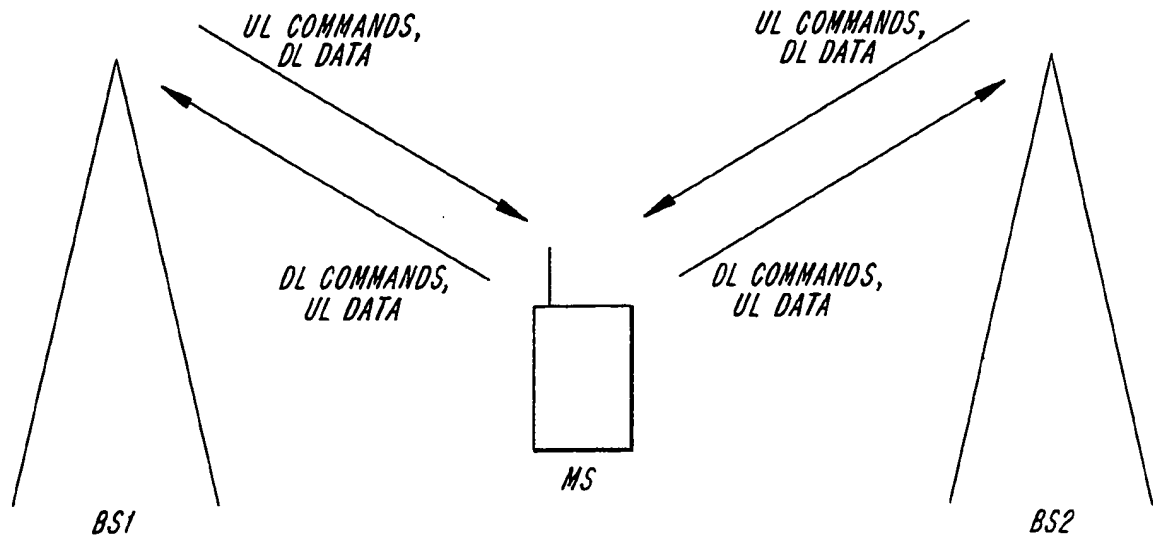 UL COMMANDS,
DL DATA
UL COMMANDS,
DL DATA
DL COMMANDS,
UL DATA
DL COMMANDS,
UL DATA
MS
BS1
BS2